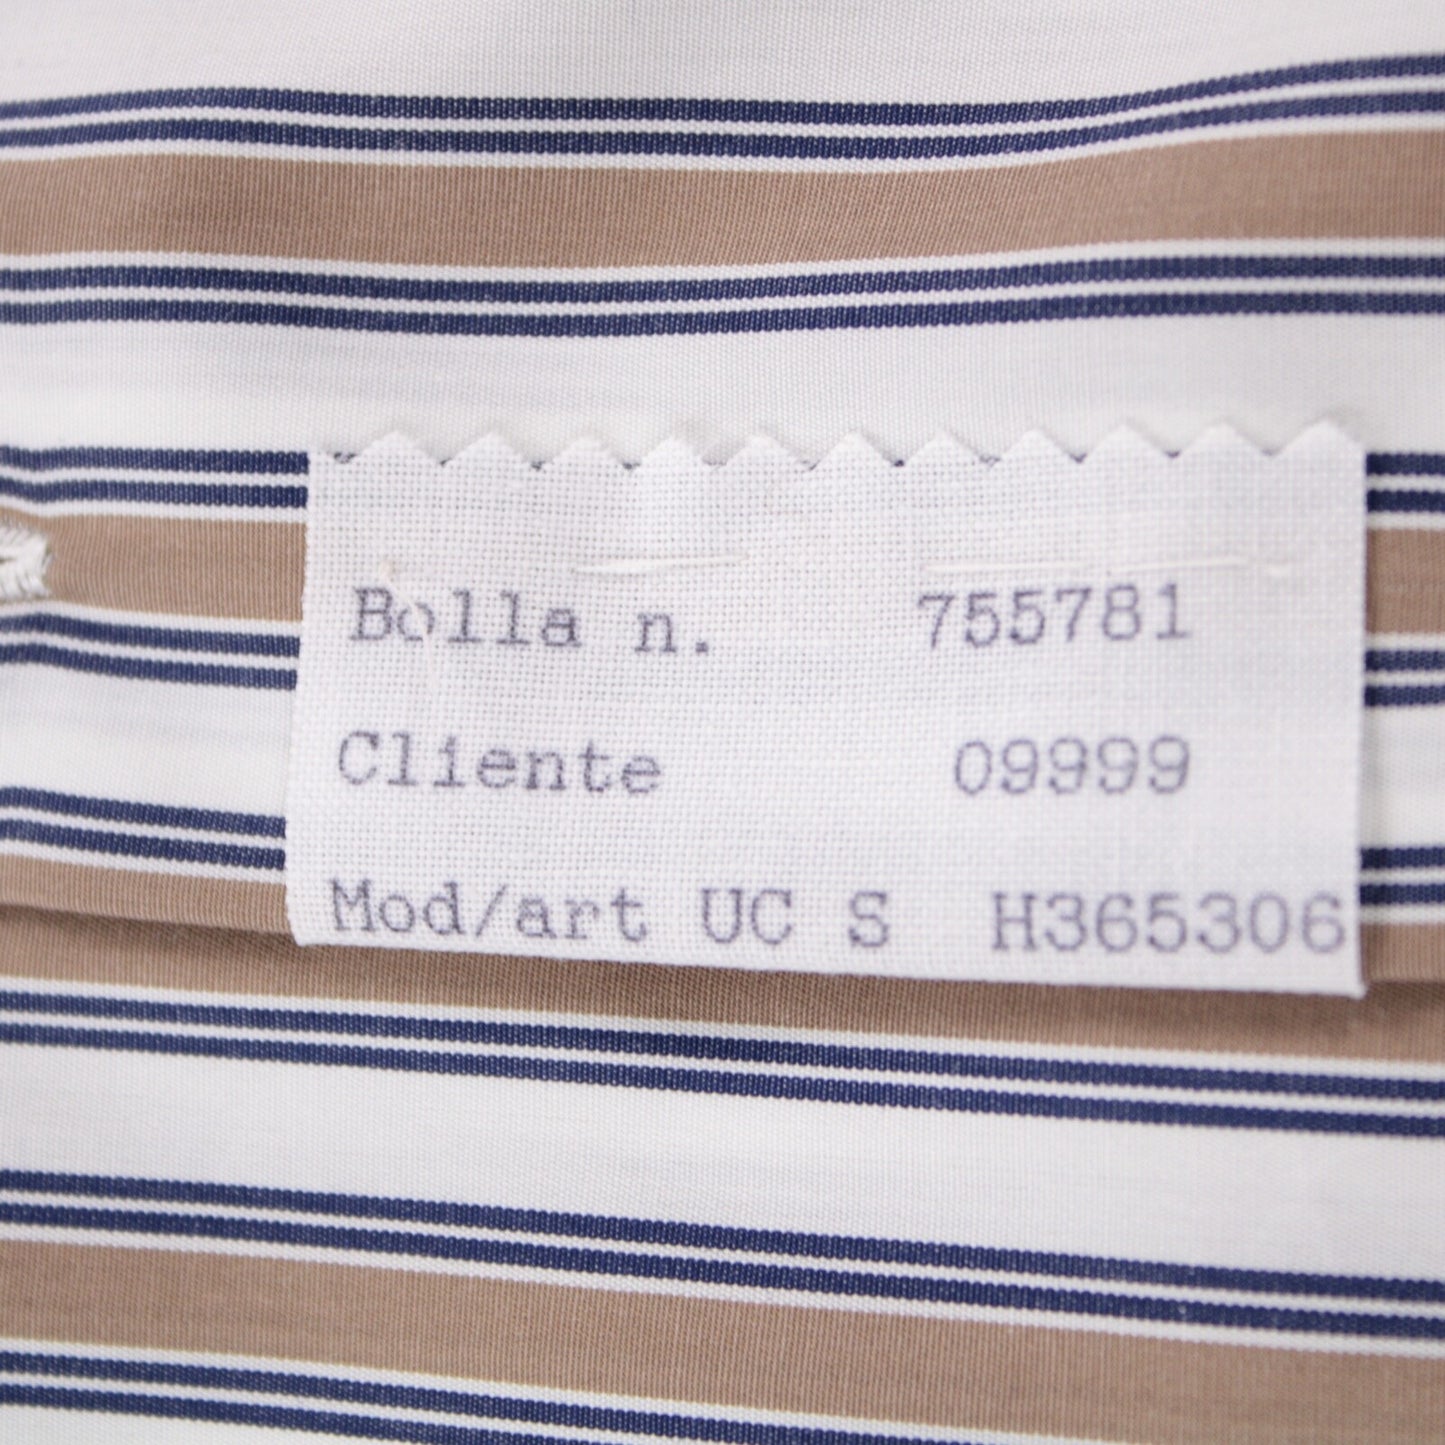 Bolla n. 755781
Cliente 09999
Mod/art UC S H365306